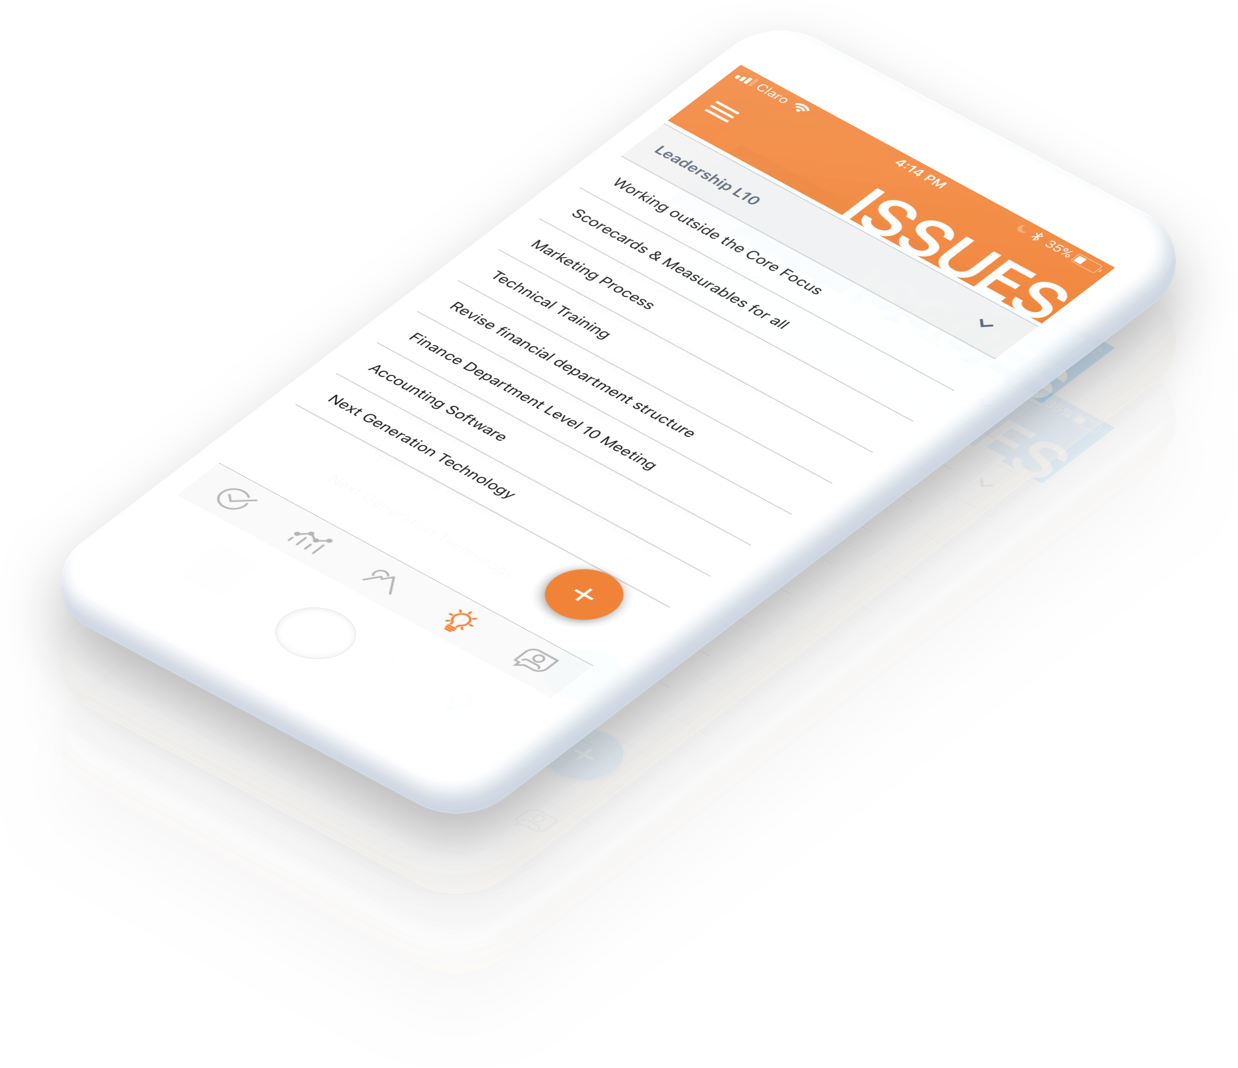 Claro 4:14 PM 35%
ISSUES
Leadership L10
Working outside the Core Focus
Scorecards & Measurables for all
Marketing Process
Technical Training
Revise financial department structure
Finance Department Level 10 Meeting
Accounting Software
Next Generation Technology